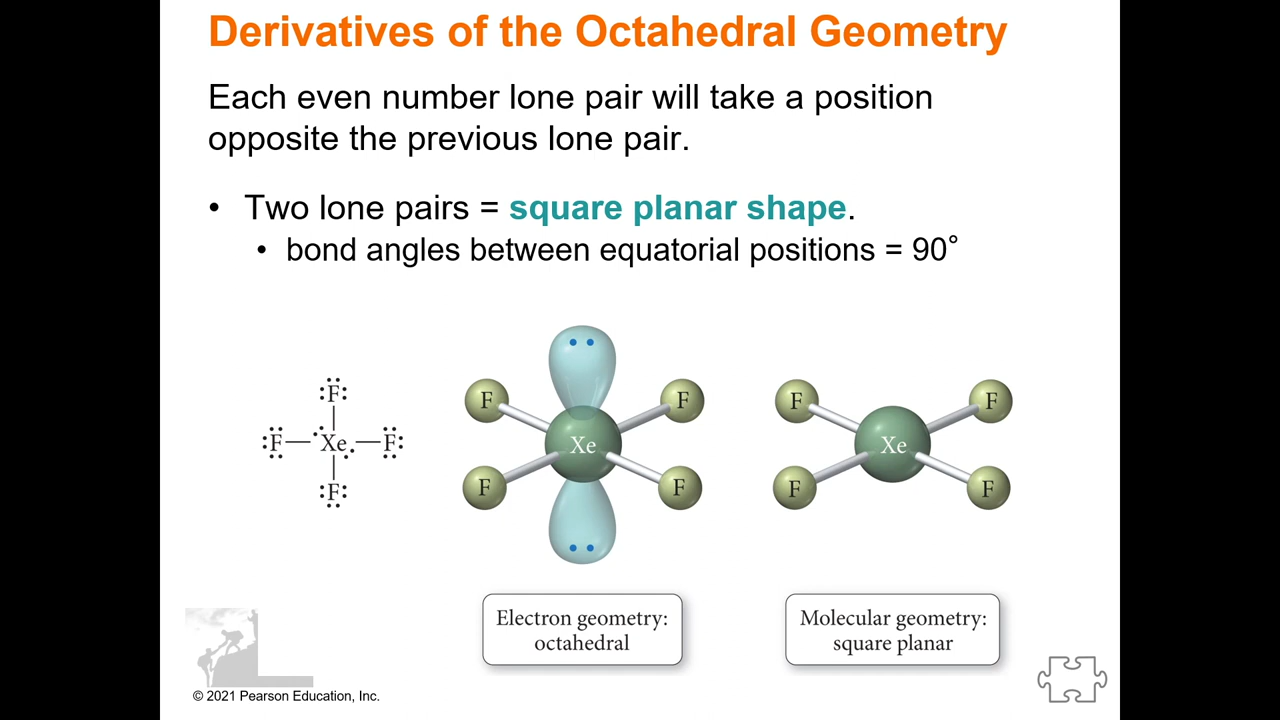 Derivatives of the Octahedral Geometry
Each even number lone pair will take a position
opposite the previous lone pair.
• Two lone pairs = square planar shape.
• bond angles between equatorial positions = 90°
:F:
:F—Xe—F:
:F:
F
F
Xe
F
F
F
F
Xe
F
F
Electron geometry:
octahedral
Molecular geometry:
square planar
© 2021 Pearson Education, Inc.